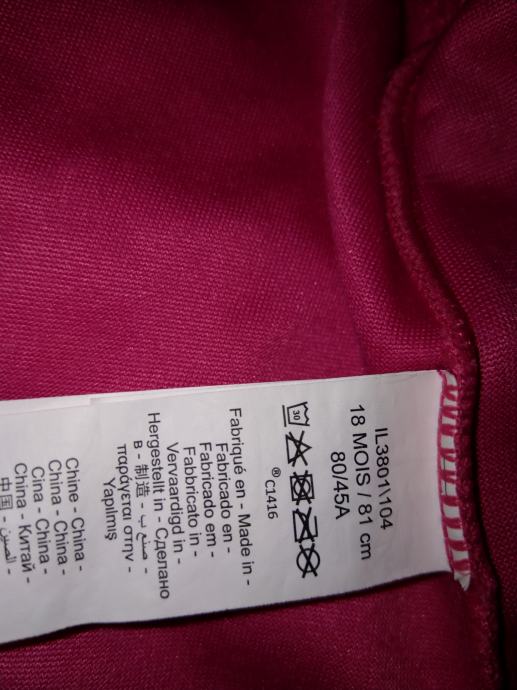 IL3801\104
18 MOIS / 81 cm
80/45A
30
® C1416
Fabriqué en - Made in -
Fabricado en -
Fabricado em -
Fabbricato in -
Vervaardigd in -
Hergestellt in - Сделано
в - 制造 - صنع ب -
παράγεται στην -
Yapılmış
Chine - China -
China - China -
Cina - China -
China - Китай -
中国 - الصين -